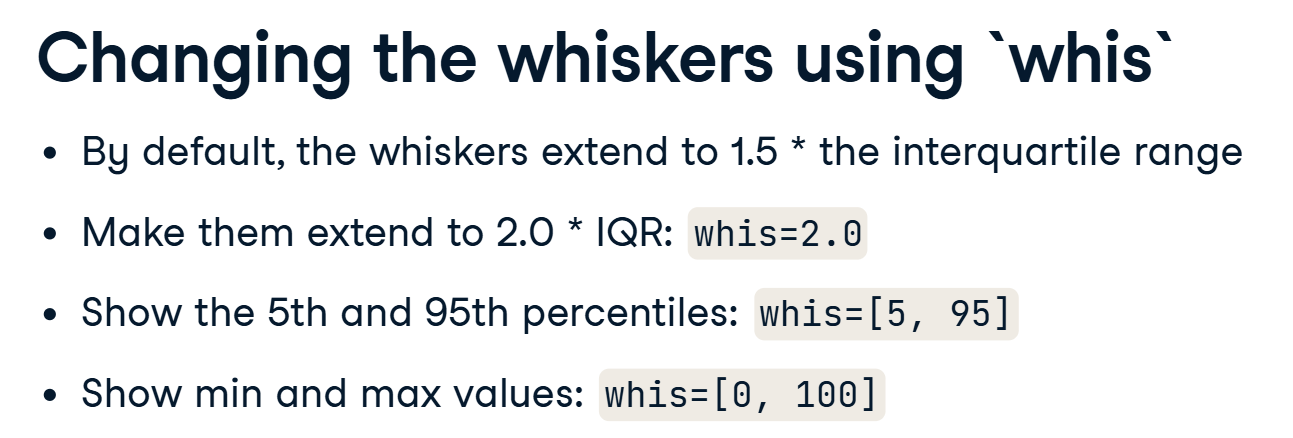 Changing the whiskers using `whis`
• By default, the whiskers extend to 1.5 * the interquartile range
• Make them extend to 2.0 * IQR: whis=2.0
• Show the 5th and 95th percentiles: whis=[5, 95]
• Show min and max values: whis=[0, 100]